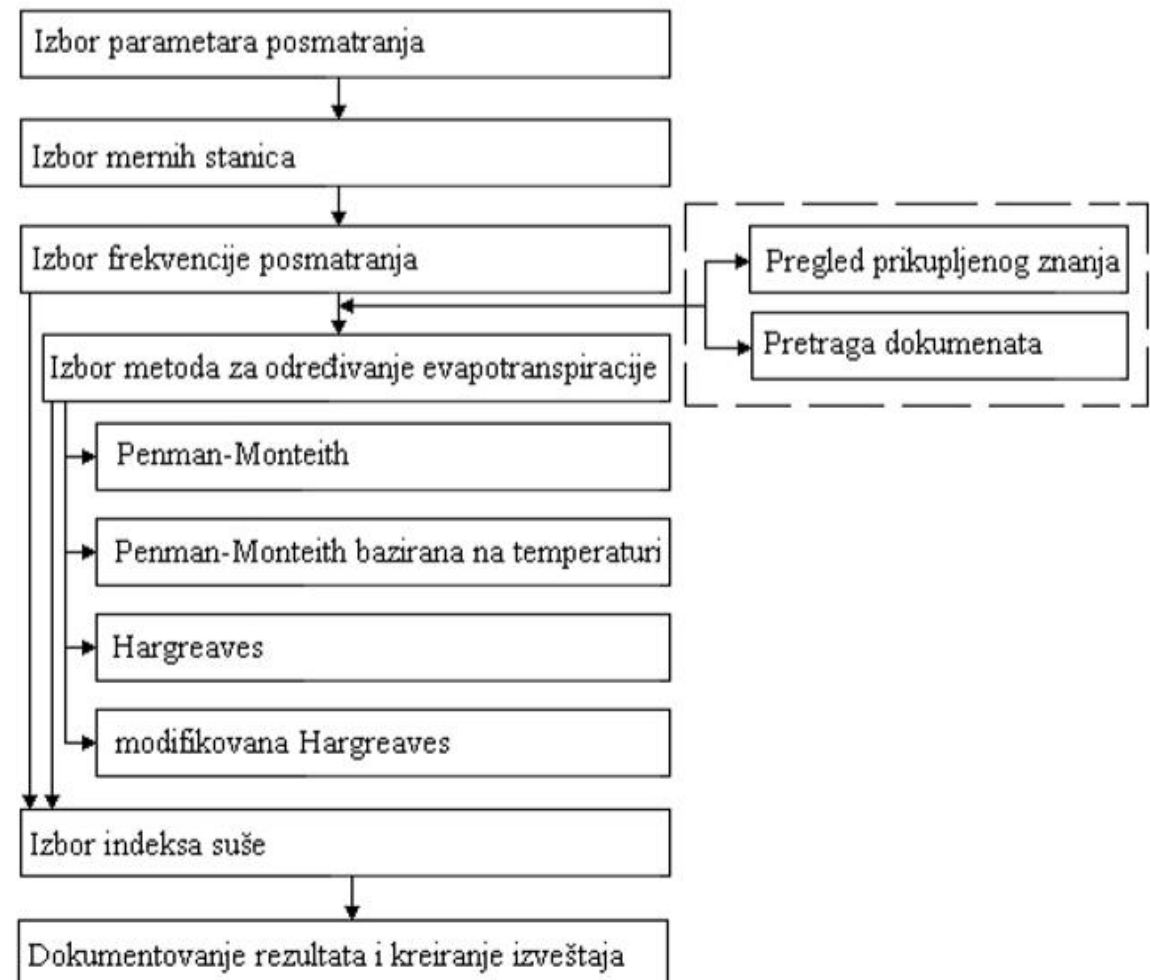 Izbor parametara posmatranja
Izbor mernih stanica
Izbor frekvencije posmatranja
Pregled prikupljenog znanja
Pretraga dokumenata
Izbor metoda za određivanje evapotranspiracije
Penman-Monteith
Penman-Monteith bazirana na temperaturi
Hargreaves
modifikovana Hargreaves
Izbor indeksa suše
Dokumentovanje rezultata i kreiranje izveštaja